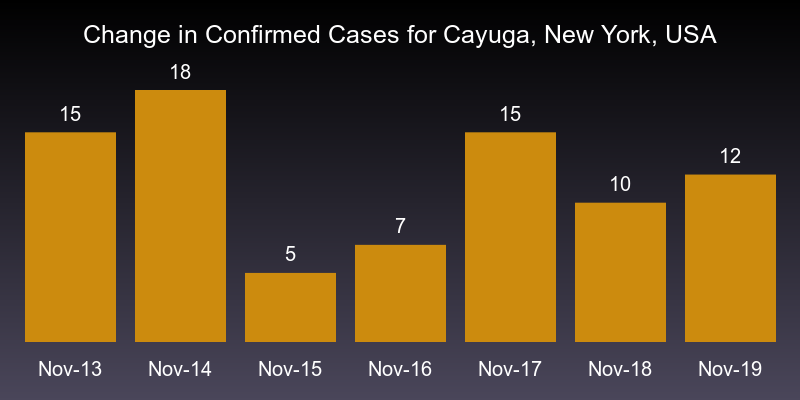 Change in Confirmed Cases for Cayuga, New York, USA
15
18
5
7
15
10
12
Nov-13
Nov-14
Nov-15
Nov-16
Nov-17
Nov-18
Nov-19